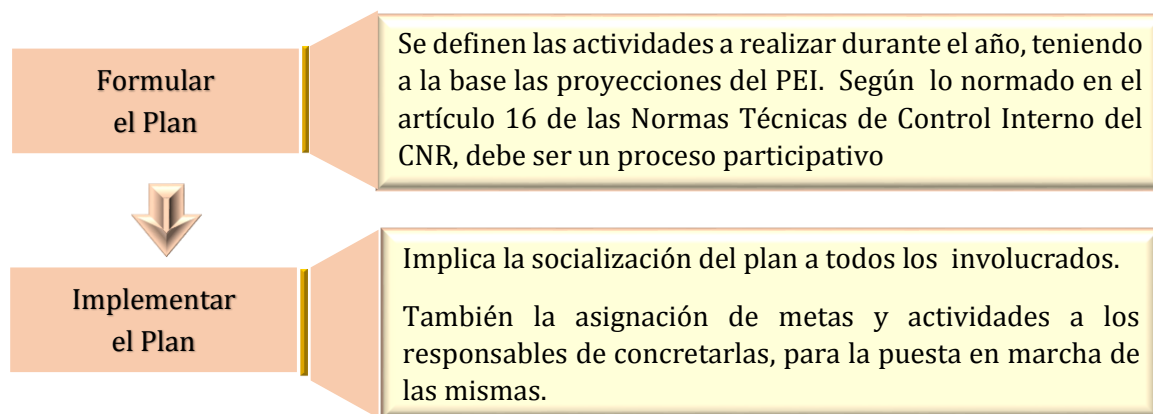 Formular
el Plan
Se definen las actividades a realizar durante el año, teniendo
a la base las proyecciones del PEI. Según lo normado en el
artículo 16 de las Normas Técnicas de Control Interno del
CNR, debe ser un proceso participativo
Implementar
el Plan
Implica la socialización del plan a todos los involucrados.
También la asignación de metas y actividades a los
responsables de concretarlas, para la puesta en marcha de
las mismas.